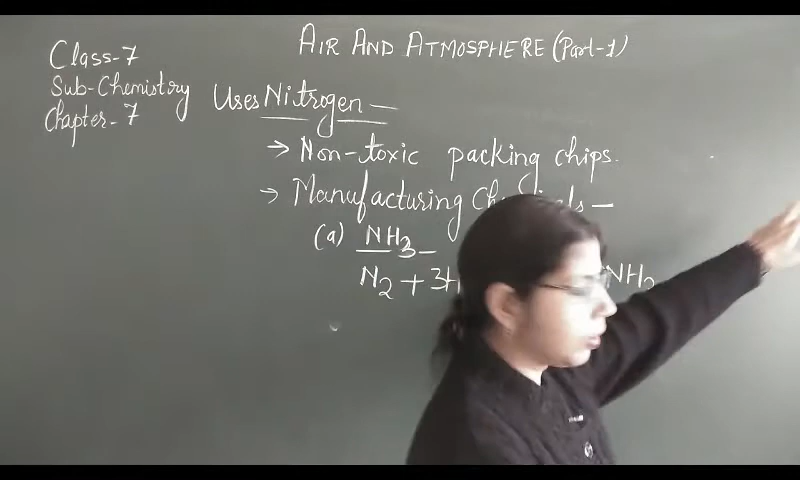 AIR AND ATMOSPHERE (Part-1)
Class-7
Sub-Chemistry
Chapter-7
Uses Nitrogen —
→ Non-toxic packing chips.
→ Manufacturing —
(a) NH3 —
N2 + 3H NH3